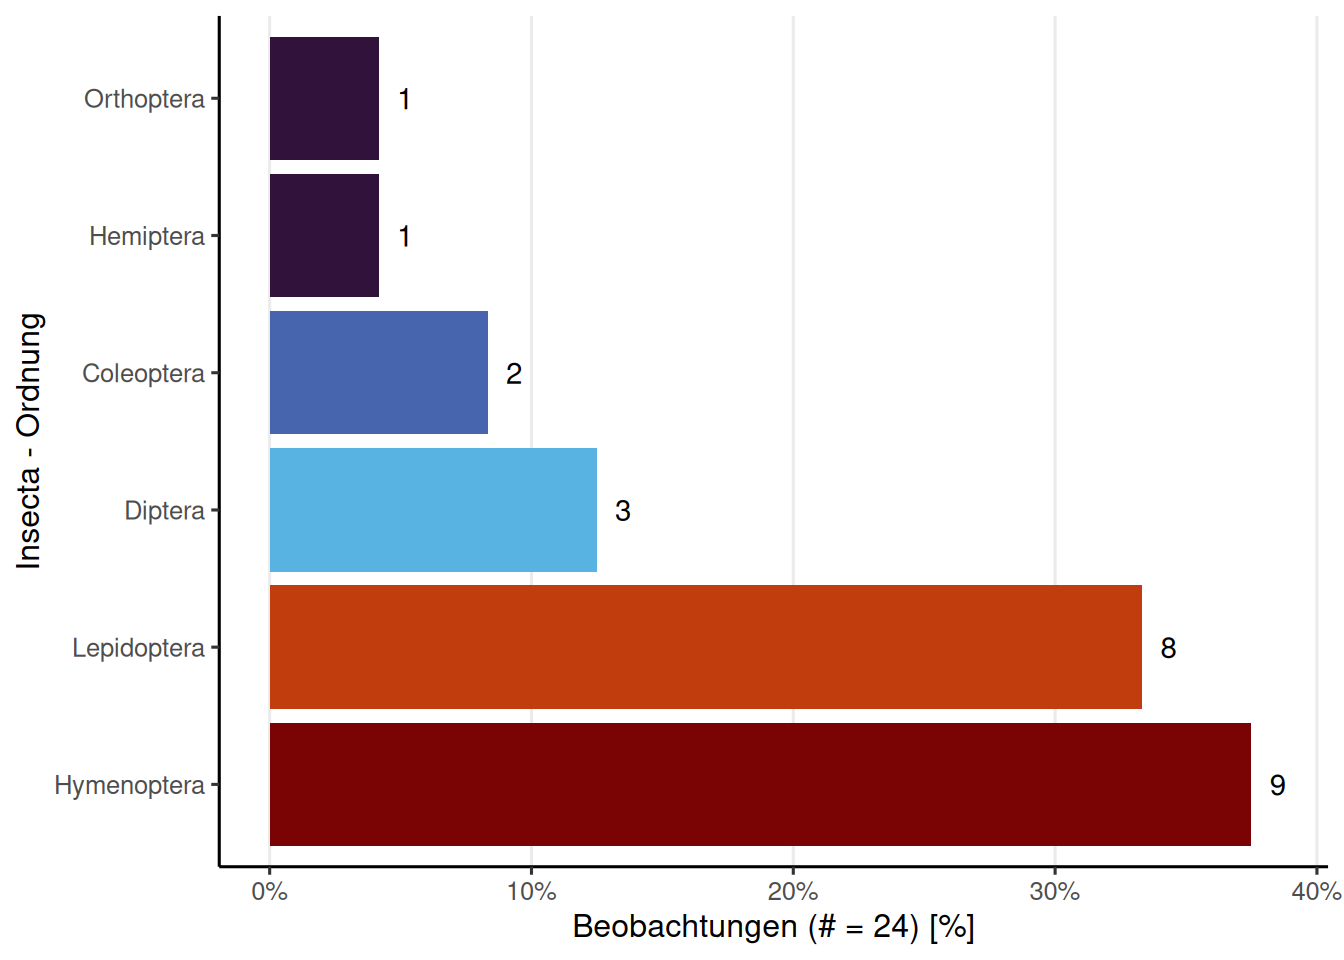 Insecta - Ordnung
Orthoptera 1
Hemiptera 1
Coleoptera 2
Diptera 3
Lepidoptera 8
Hymenoptera 9
0% 10% 20% 30% 40%
Beobachtungen (# = 24) [%]